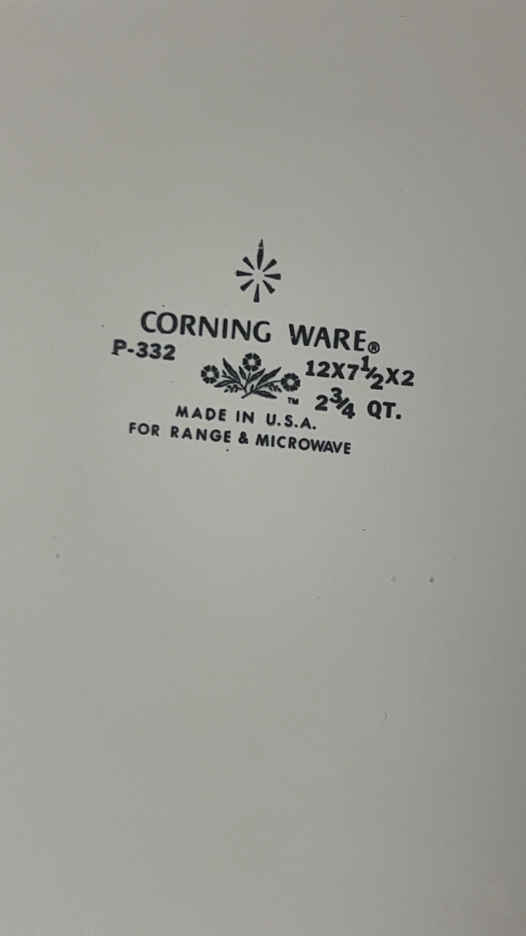 CORNING WARE®
P-332 12X7½X2
™ 2¾ QT.
MADE IN U.S.A.
FOR RANGE & MICROWAVE